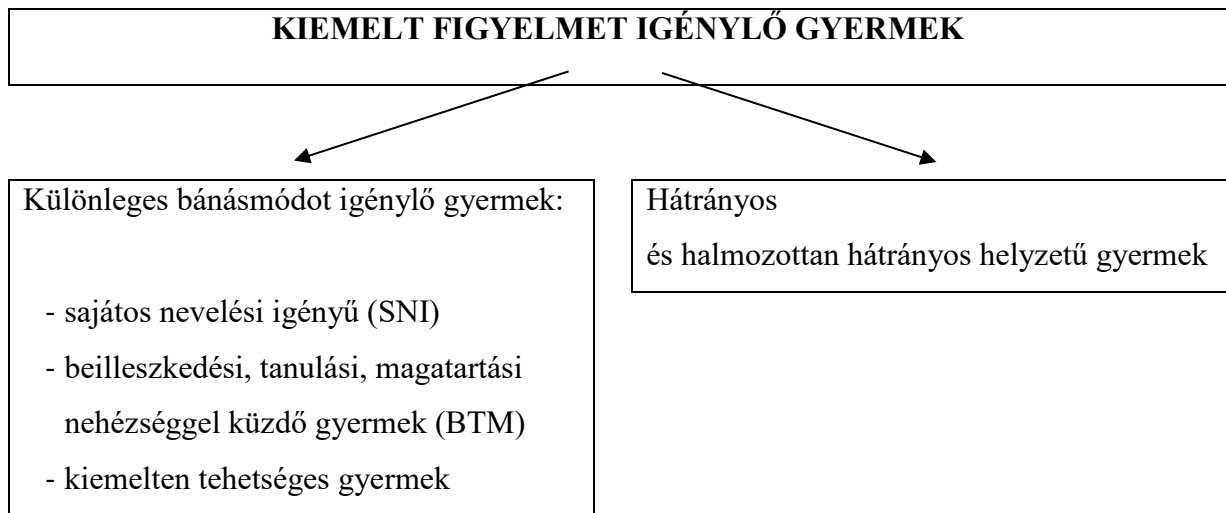 KIEMELT FIGYELMET IGÉNYLŐ GYERMEK
Különleges bánásmódot igénylő gyermek:
- sajátos nevelési igényű (SNI)
- beilleszkedési, tanulási, magatartási
nehézséggel küzdő gyermek (BTM)
- kiemelten tehetséges gyermek
Hátrányos
és halmozottan hátrányos helyzetű gyermek